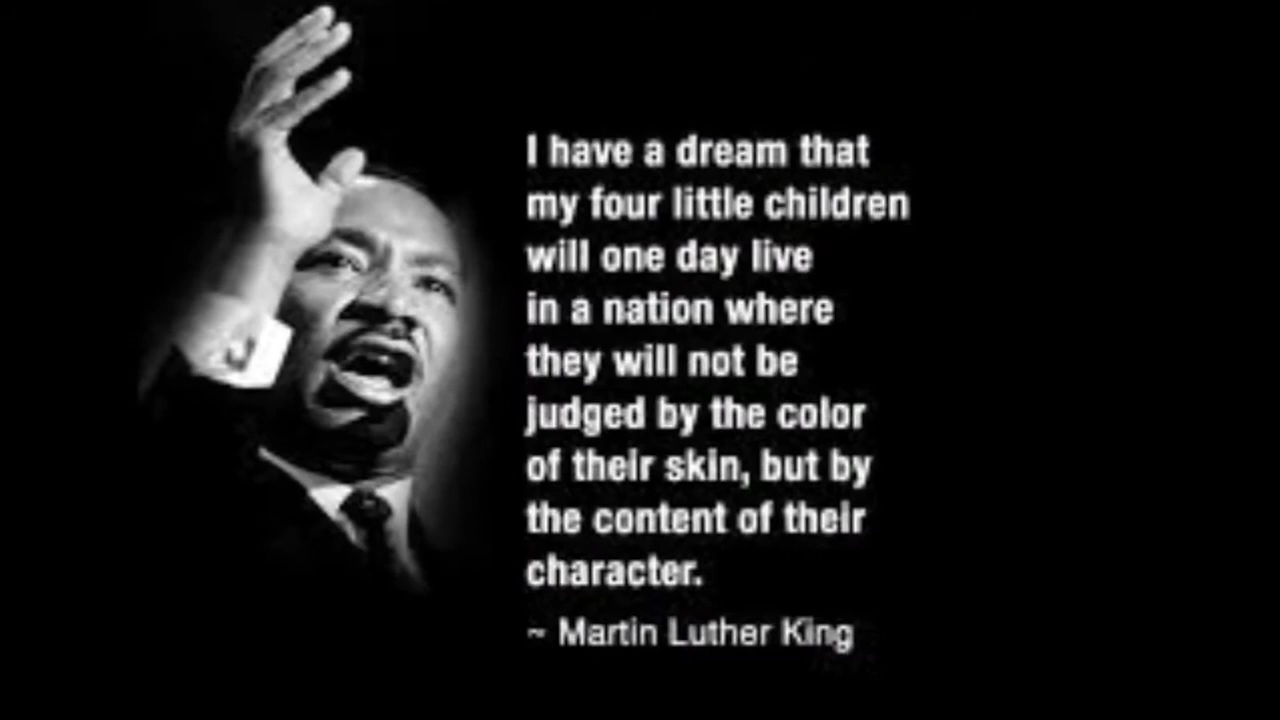 I have a dream that
my four little children
will one day live
in a nation where
they will not be
judged by the color
of their skin, but by
the content of their
character.
~ Martin Luther King